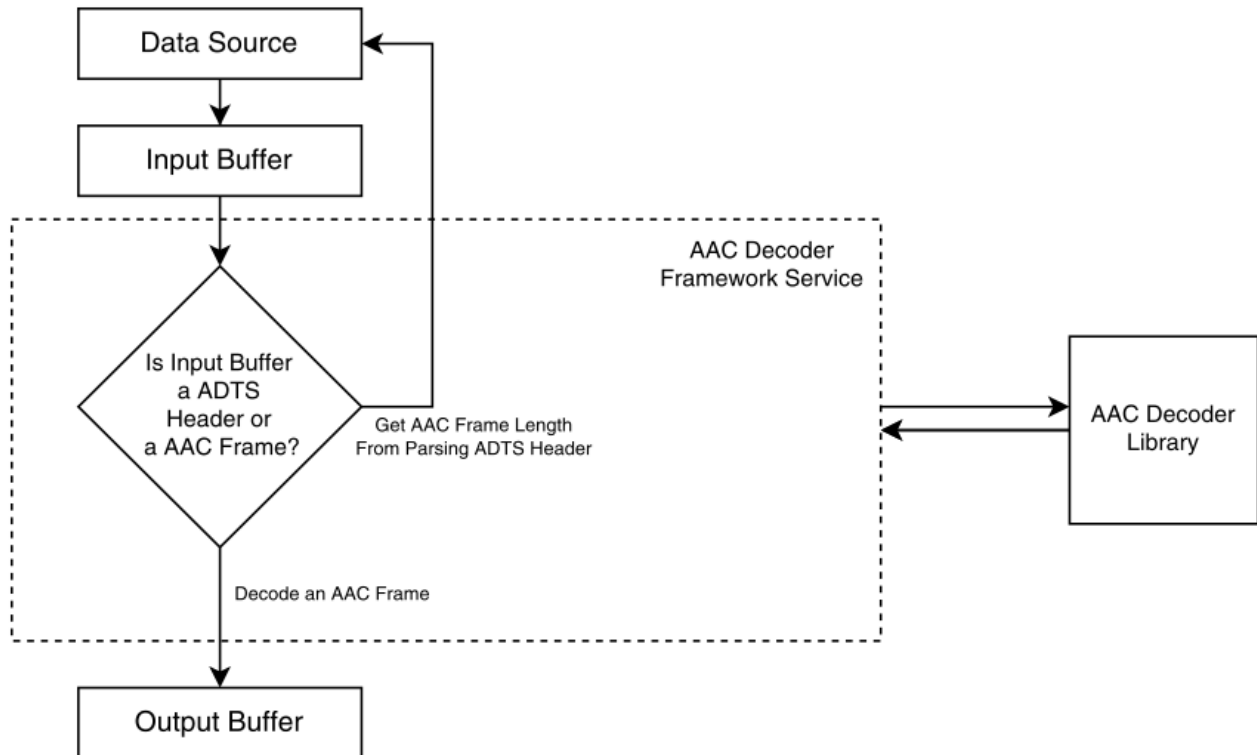 Data Source
Input Buffer
AAC Decoder
Framework Service
Is Input Buffer
a ADTS
Header or
a AAC Frame?
Get AAC Frame Length
From Parsing ADTS Header
AAC Decoder
Library
Decode an AAC Frame
Output Buffer